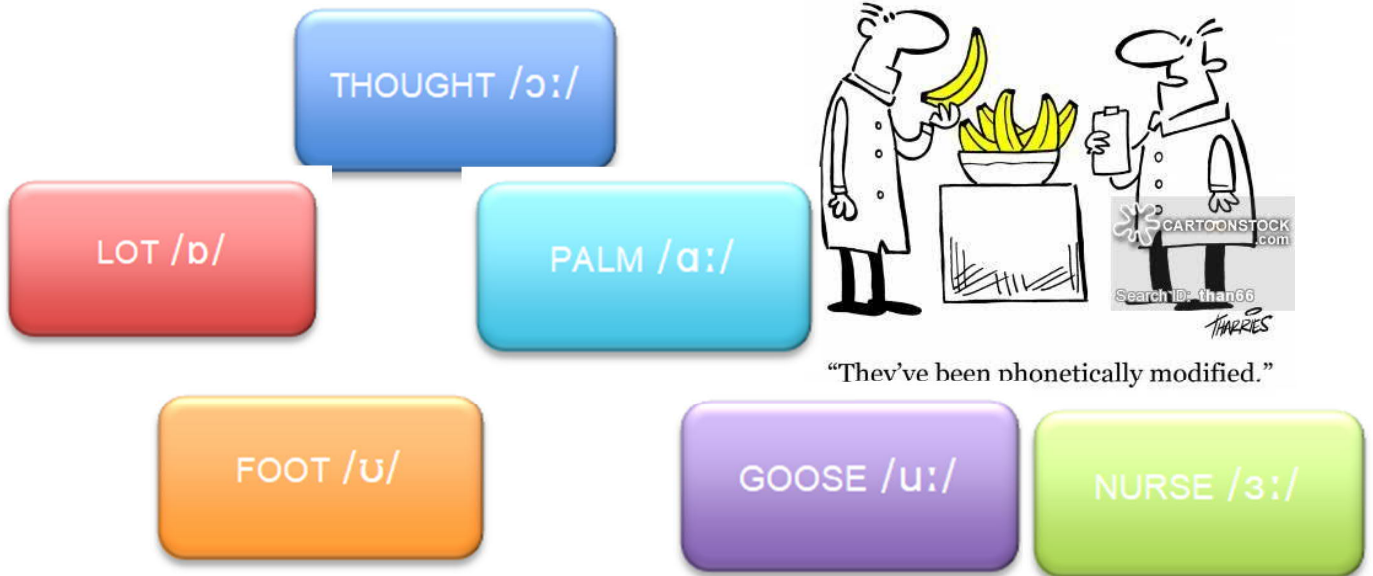 THOUGHT /ɔː/
LOT /ɒ/
PALM /ɑː/
CARTOONSTOCK
.com
Search ID: than66
THARRIES
“They’ve been phonetically modified.”
FOOT /ʊ/
GOOSE /uː/
NURSE /ɜː/